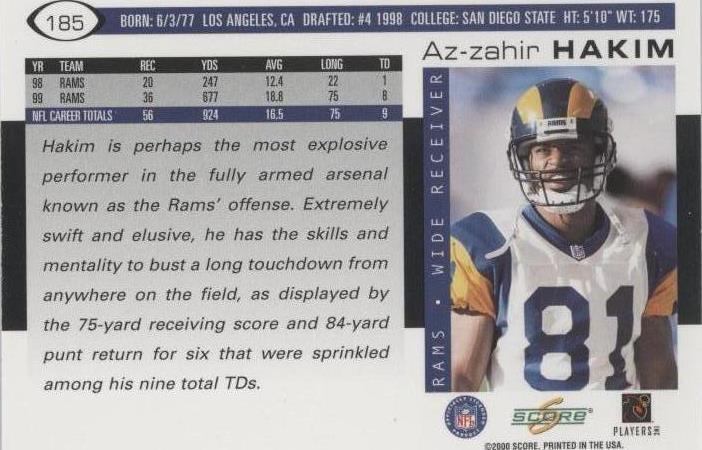 185 BORN: 6/3/77 LOS ANGELES, CA DRAFTED: #4 1998 COLLEGE: SAN DIEGO STATE HT: 5'10" WT: 175
Az-zahir HAKIM
YR TEAM REC YDS AVG LONG TD
98 RAMS 20 247 12.4 22 1
99 RAMS 36 677 18.8 75 8
NFL CAREER TOTALS 56 924 16.5 75 9
Hakim is perhaps the most explosive
performer in the fully armed arsenal
known as the Rams' offense. Extremely
swift and elusive, he has the skills and
mentality to bust a long touchdown from
anywhere on the field, as displayed by
the 75-yard receiving score and 84-yard
punt return for six that were sprinkled
among his nine total TDs.
RAMS • WIDE RECEIVER
RAMS
81
NFL
SCORE®
PLAYERS INC
©2000 SCORE. PRINTED IN THE USA.